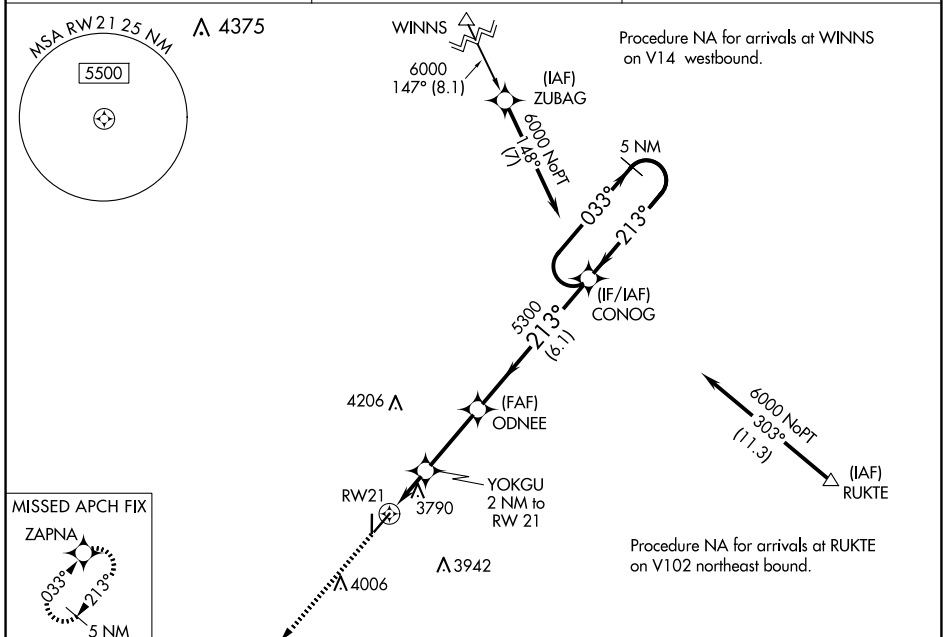 MSA RW21 25 NM
5500
4375
WINNS
6000
147° (8.1)
(IAF)
ZUBAG
6000 NoPT
148°
(7)
Procedure NA for arrivals at WINNS
on V14 westbound.
5 NM
033°
213°
(IF/IAF)
CONOG
5300
213°
(6.1)
4206
(FAF)
ODNEE
6000 NoPT
303°
(11.3)
(IAF)
RUKTE
YOKGU
2 NM to
RW 21
RW21
3790
3942
4006
Procedure NA for arrivals at RUKTE
on V102 northeast bound.
MISSED APCH FIX
ZAPNA
033°
213°
5 NM